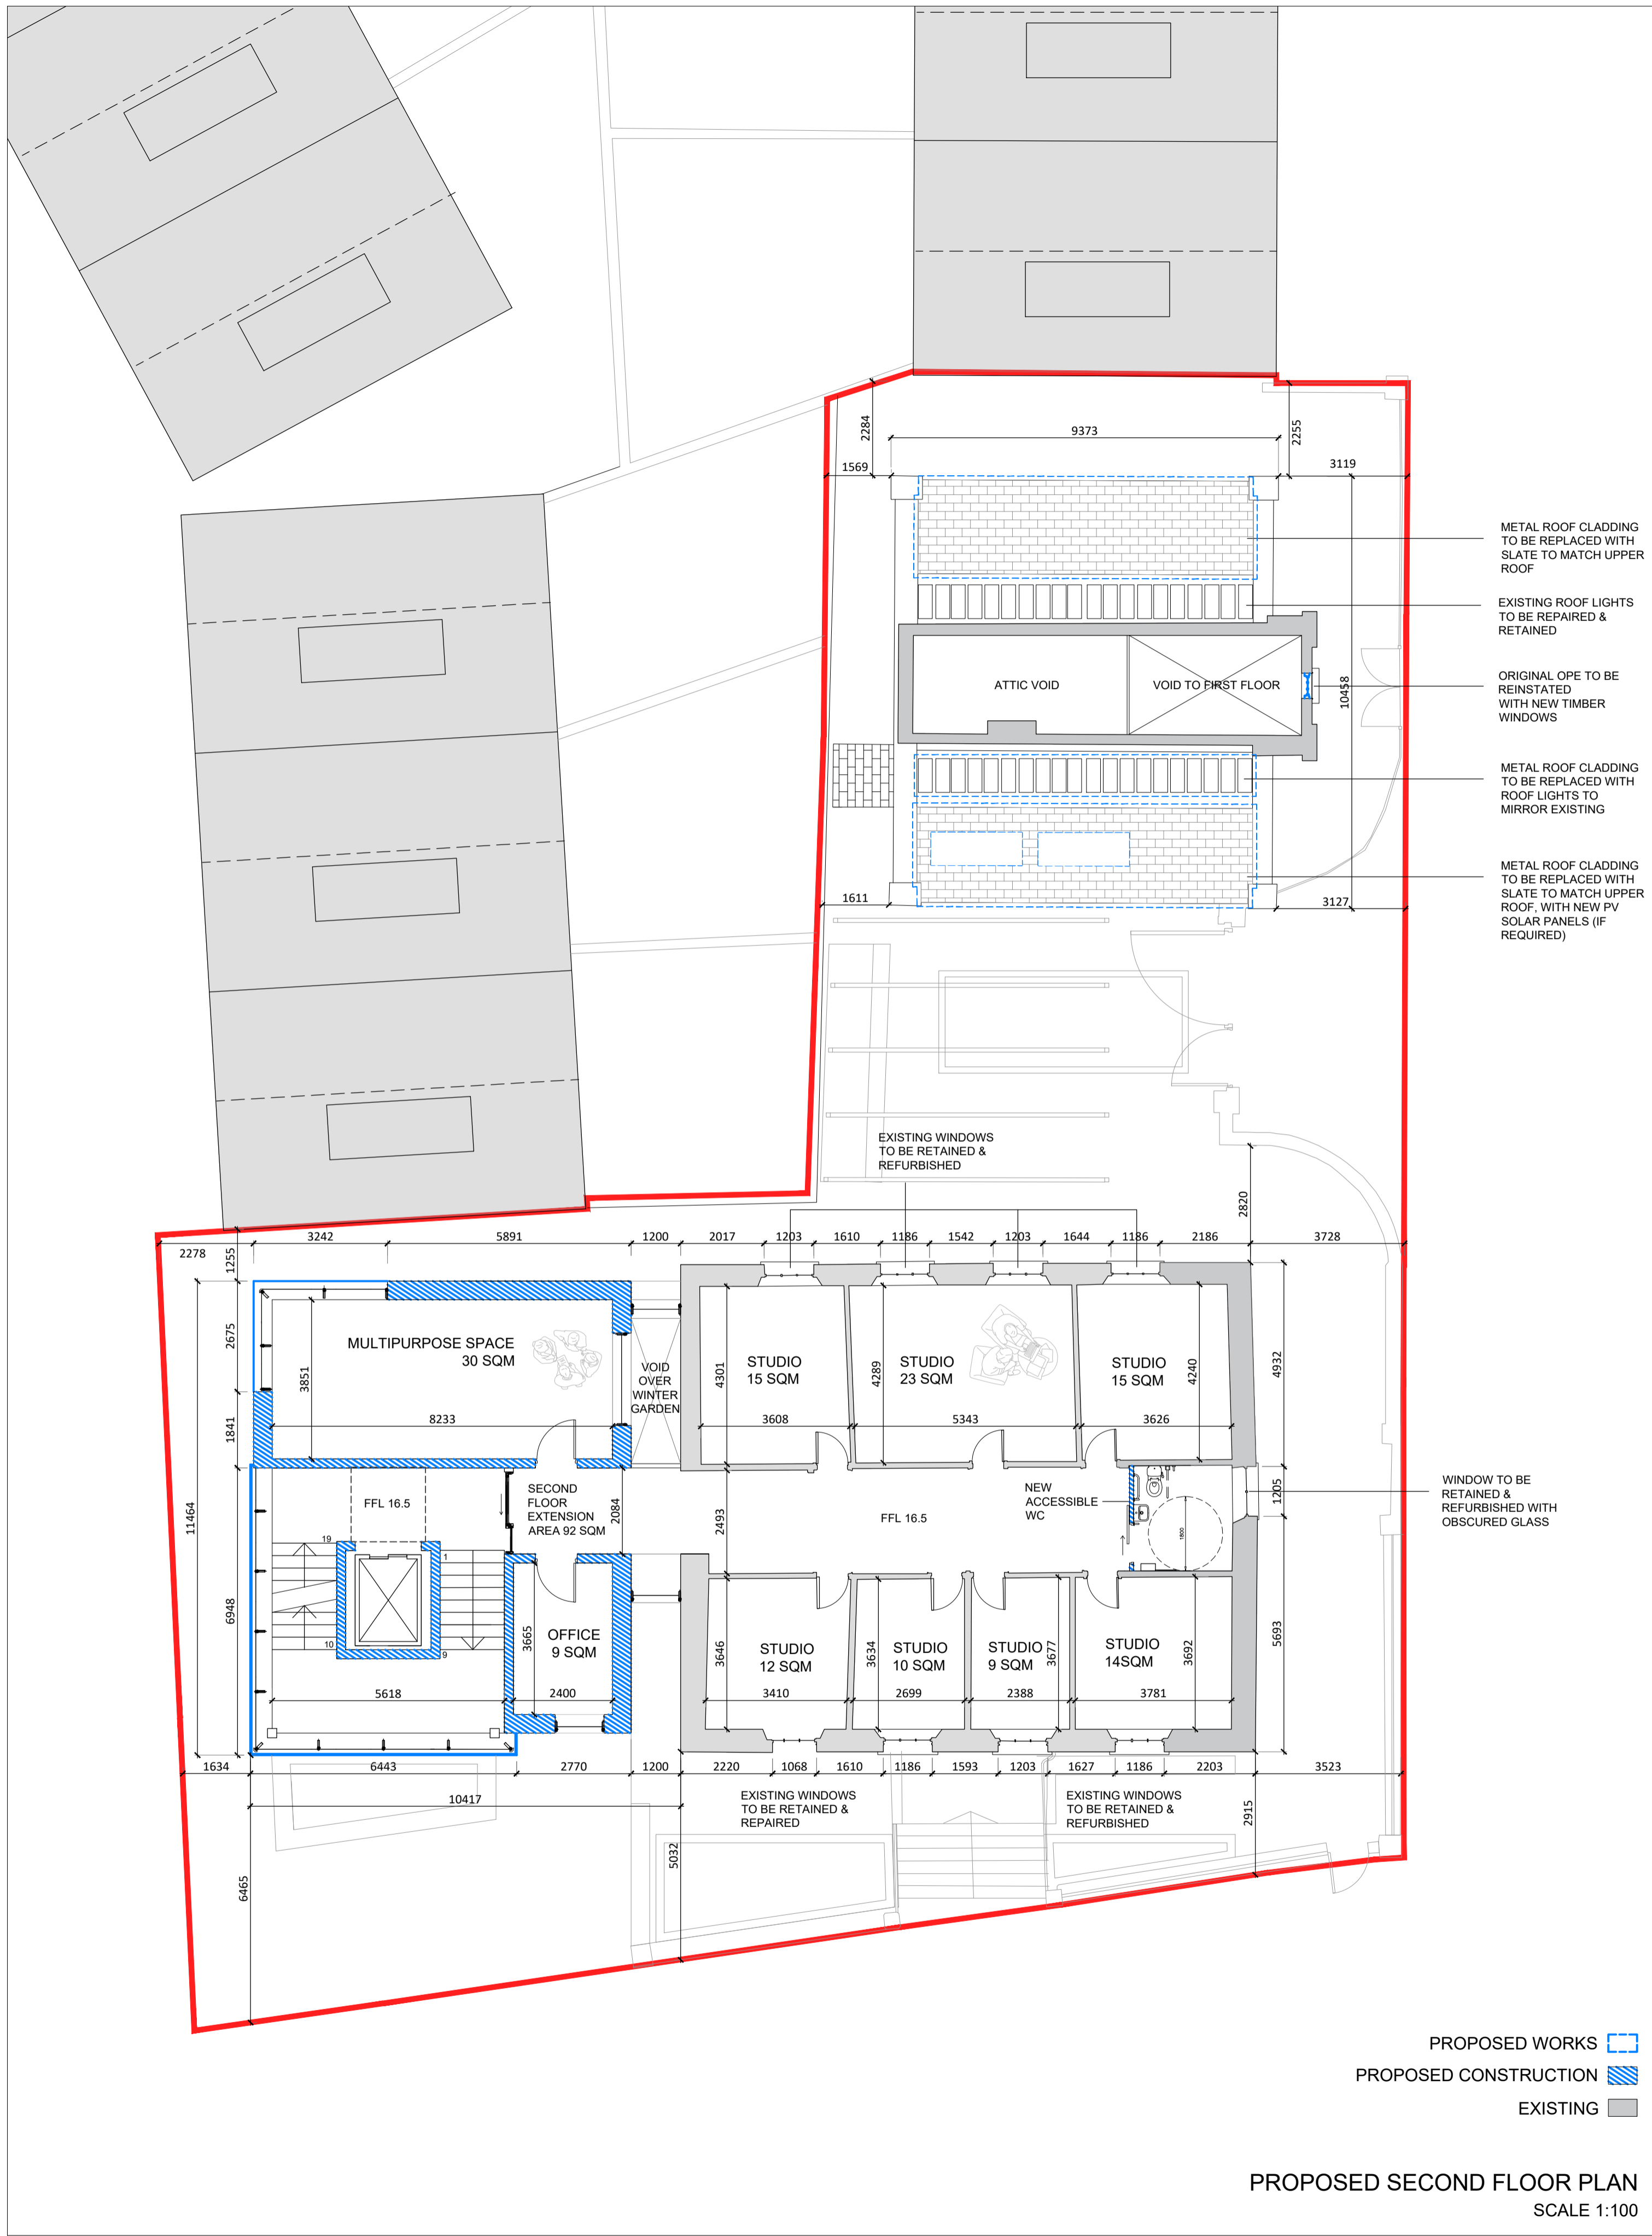 2284
9373
2255
1569
3119
METAL ROOF CLADDING
TO BE REPLACED WITH
SLATE TO MATCH UPPER
ROOF
EXISTING ROOF LIGHTS
TO BE REPAIRED &
RETAINED
ATTIC VOID
VOID TO FIRST FLOOR
10458
ORIGINAL OPE TO BE
REINSTATED
WITH NEW TIMBER
WINDOWS
METAL ROOF CLADDING
TO BE REPLACED WITH
ROOF LIGHTS TO
MIRROR EXISTING
METAL ROOF CLADDING
TO BE REPLACED WITH
SLATE TO MATCH UPPER
ROOF, WITH NEW PV
SOLAR PANELS (IF
REQUIRED)
1611
3127
EXISTING WINDOWS
TO BE RETAINED &
REFURBISHED
2820
2278
1255
3242
5891
1200
2017
1203
1610
1186
1542
1203
1644
1186
2186
3728
2675
3851
MULTIPURPOSE SPACE
30 SQM
8233
1841
VOID
OVER
WINTER
GARDEN
4301
STUDIO
15 SQM
3608
4289
STUDIO
23 SQM
5343
STUDIO
15 SQM
4240
3626
4932
11464
FFL 16.5
SECOND
FLOOR
EXTENSION
AREA 92 SQM
2084
2493
FFL 16.5
NEW
ACCESSIBLE
WC
1800
1205
WINDOW TO BE
RETAINED &
REFURBISHED WITH
OBSCURED GLASS
19
1
10
9
6948
5618
3665
OFFICE
9 SQM
2400
3646
STUDIO
12 SQM
3410
3634
STUDIO
10 SQM
2699
STUDIO
9 SQM
3677
2388
STUDIO
14SQM
3692
3781
5693
1634
6443
2770
1200
2220
1068
1610
1186
1593
1203
1627
1186
2203
3523
10417
EXISTING WINDOWS
TO BE RETAINED &
REPAIRED
EXISTING WINDOWS
TO BE RETAINED &
REFURBISHED
2915
5032
6465
PROPOSED WORKS
PROPOSED CONSTRUCTION
EXISTING
PROPOSED SECOND FLOOR PLAN
SCALE 1:100